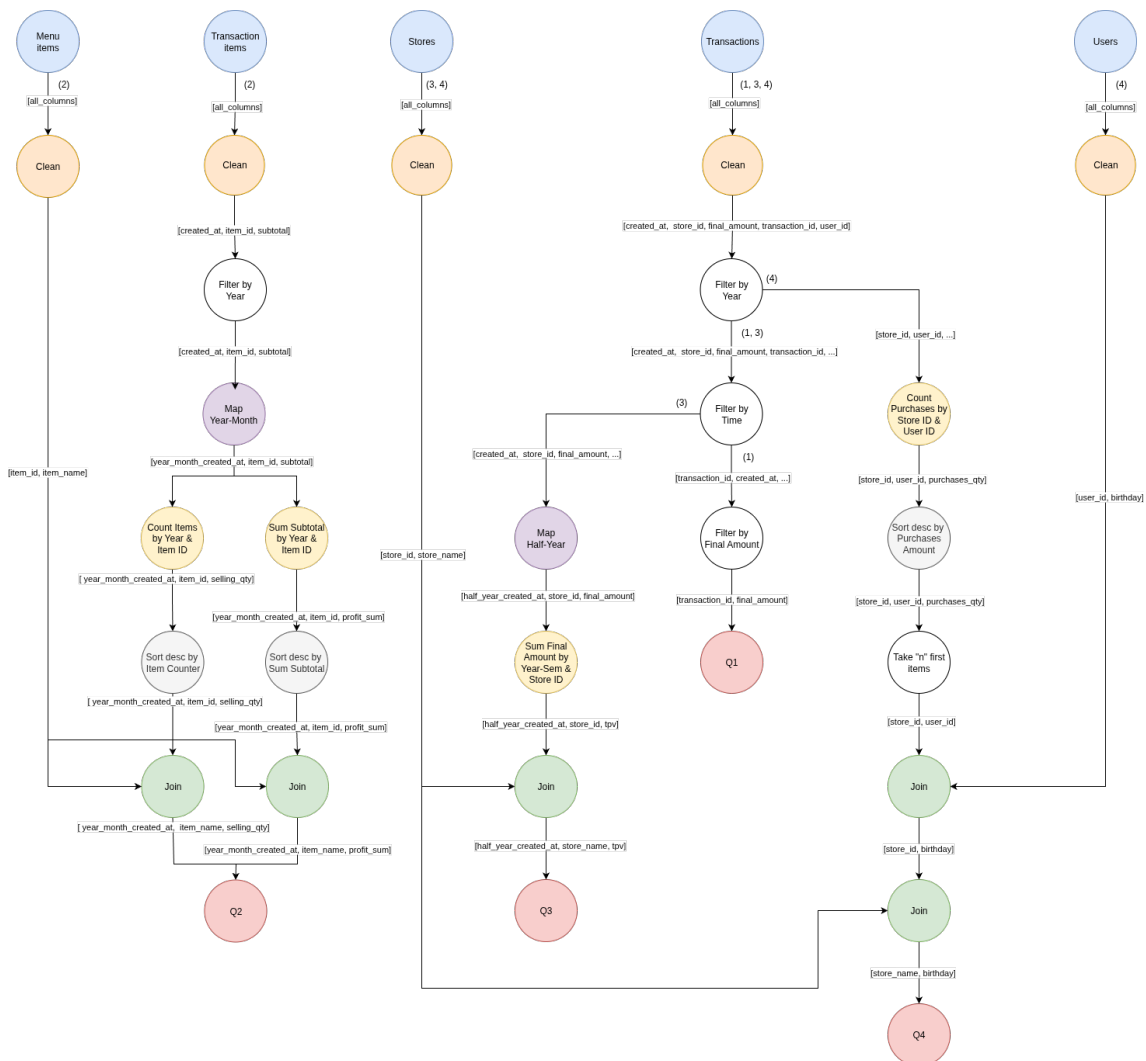 Menu
items
Transaction
items
Stores
Transactions
Users
(2)
(2)
(3, 4)
(1, 3, 4)
(4)
[all_columns]
[all_columns]
[all_columns]
[all_columns]
[all_columns]
Clean
Clean
Clean
Clean
Clean
[created_at, item_id, subtotal]
[created_at,  store_id, final_amount, transaction_id, user_id]
Filter by
Year
Filter by
Year
(4)
(1, 3)
[store_id, user_id, ...]
[created_at, item_id, subtotal]
[created_at,  store_id, final_amount, transaction_id, ...]
Map
Year-Month
(3)
Filter by
Time
Count
Purchases by
Store ID &
User ID
[item_id, item_name]
[year_month_created_at, item_id, subtotal]
[created_at,  store_id, final_amount, ...]
(1)
[transaction_id, created_at, ...]
[store_id, user_id, purchases_qty]
[user_id, birthday]
Count Items
by Year &
Item ID
Sum Subtotal
by Year &
Item ID
Map
Half-Year
Filter by
Final Amount
Sort desc by
Purchases
Amount
[store_id, store_name]
[ year_month_created_at, item_id, selling_qty]
[year_month_created_at, item_id, profit_sum]
[half_year_created_at, store_id, final_amount]
[transaction_id, final_amount]
[store_id, user_id, purchases_qty]
Sort desc by
Item Counter
Sort desc by
Sum Subtotal
Sum Final
Amount by
Year-Sem &
Store ID
Q1
Take "n" first
items
[ year_month_created_at, item_id, selling_qty]
[year_month_created_at, item_id, profit_sum]
[half_year_created_at, store_id, tpv]
[store_id, user_id]
Join
Join
Join
Join
[ year_month_created_at,  item_name, selling_qty]
[year_month_created_at, item_name, profit_sum]
[half_year_created_at, store_name, tpv]
[store_id, birthday]
Q2
Q3
Join
[store_name, birthday]
Q4